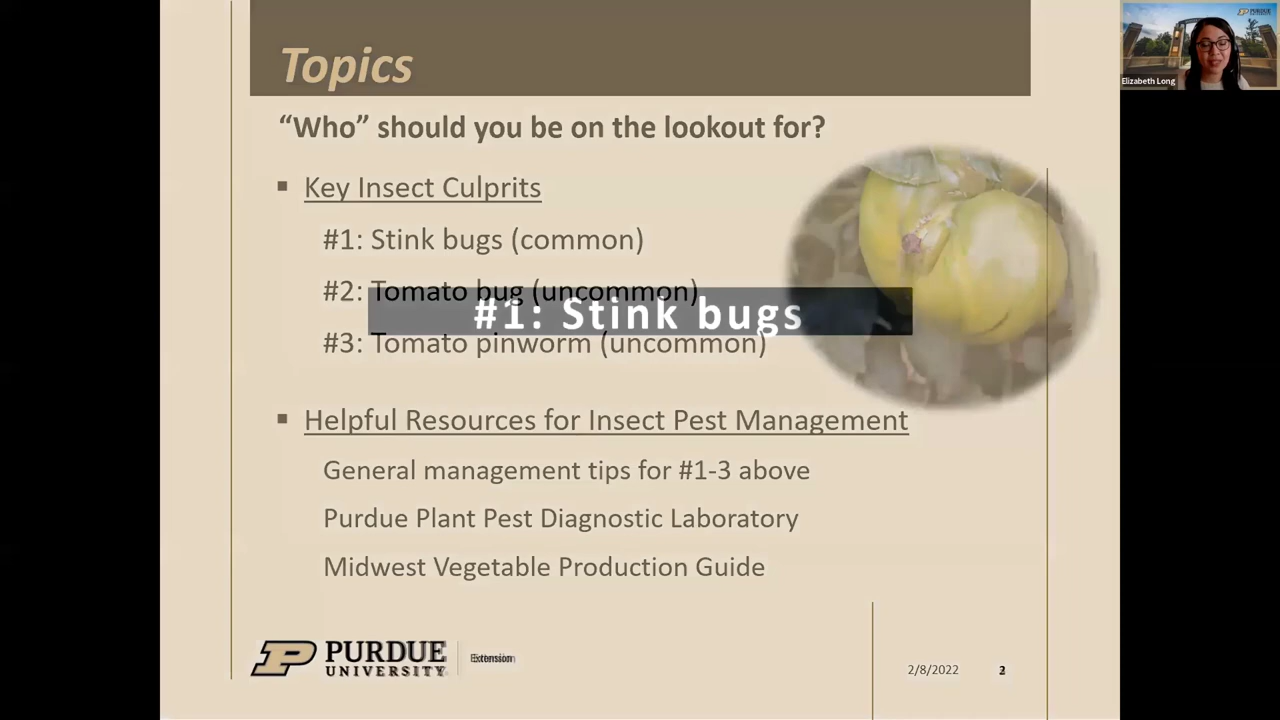 Topics
“Who” should you be on the lookout for?
Key Insect Culprits
#1: Stink bugs (common)
#2: Tomato bug (uncommon)
#1: Stink bugs
#3: Tomato pinworm (uncommon)
Helpful Resources for Insect Pest Management
General management tips for #1-3 above
Purdue Plant Pest Diagnostic Laboratory
Midwest Vegetable Production Guide
PURDUE
UNIVERSITY
Extension
2/8/2022
Elizabeth Long